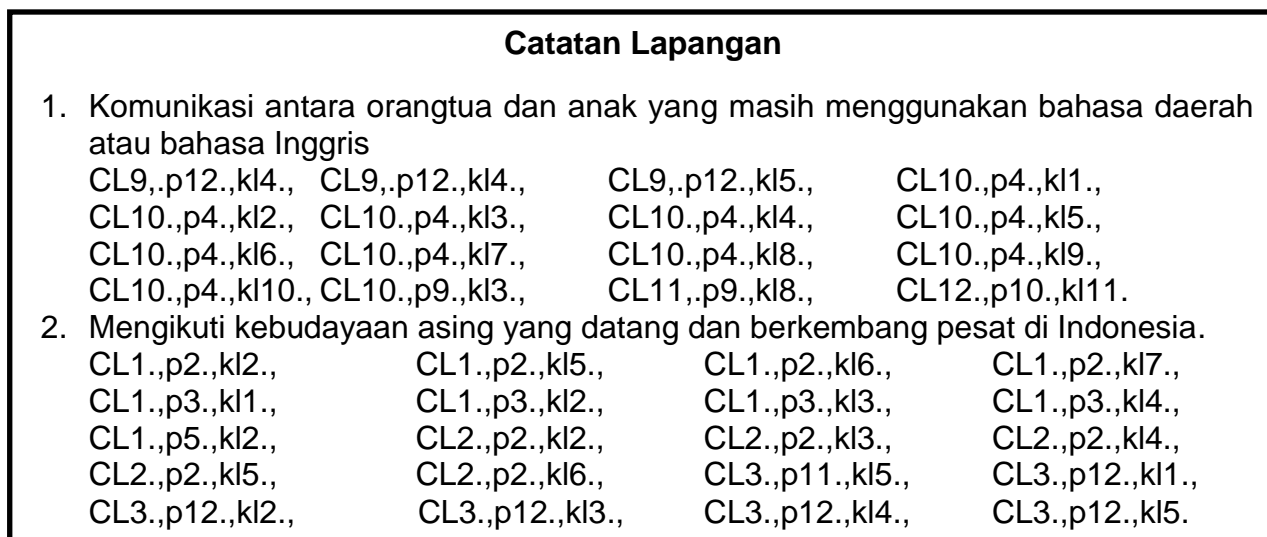 Catatan Lapangan
1. Komunikasi antara orangtua dan anak yang masih menggunakan bahasa daerah
atau bahasa Inggris
CL9,.p12.,kl4., CL9,.p12.,kl4., CL9,.p12.,kl5., CL10.,p4.,kl1.,
CL10.,p4.,kl2., CL10.,p4.,kl3., CL10.,p4.,kl4., CL10.,p4.,kl5.,
CL10.,p4.,kl6., CL10.,p4.,kl7., CL10.,p4.,kl8., CL10.,p4.,kl9.,
CL10.,p4.,kl10., CL10.,p9.,kl3., CL11,.p9.,kl8., CL12.,p10.,kl11.
2. Mengikuti kebudayaan asing yang datang dan berkembang pesat di Indonesia.
CL1.,p2.,kl2., CL1.,p2.,kl5., CL1.,p2.,kl6., CL1.,p2.,kl7.,
CL1.,p3.,kl1., CL1.,p3.,kl2., CL1.,p3.,kl3., CL1.,p3.,kl4.,
CL1.,p5.,kl2., CL2.,p2.,kl2., CL2.,p2.,kl3., CL2.,p2.,kl4.,
CL2.,p2.,kl5., CL2.,p2.,kl6., CL3.,p11.,kl5., CL3.,p12.,kl1.,
CL3.,p12.,kl2., CL3.,p12.,kl3., CL3.,p12.,kl4., CL3.,p12.,kl5.